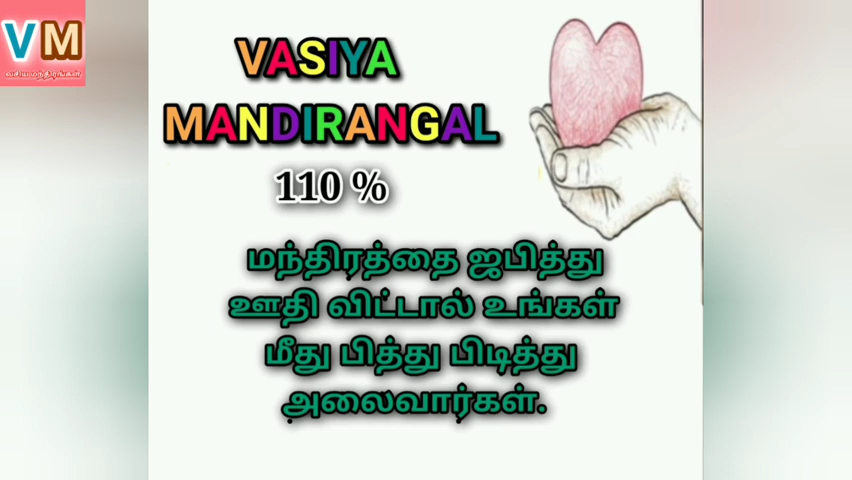 VM
வசியமந்திரங்கள்
VASIYA
MANDIRANGAL
110 %
மந்திரத்தை ஜபித்து
ஊதி விட்டால் உங்கள்
மீது பித்து பிடித்து
அலைவார்கள்.